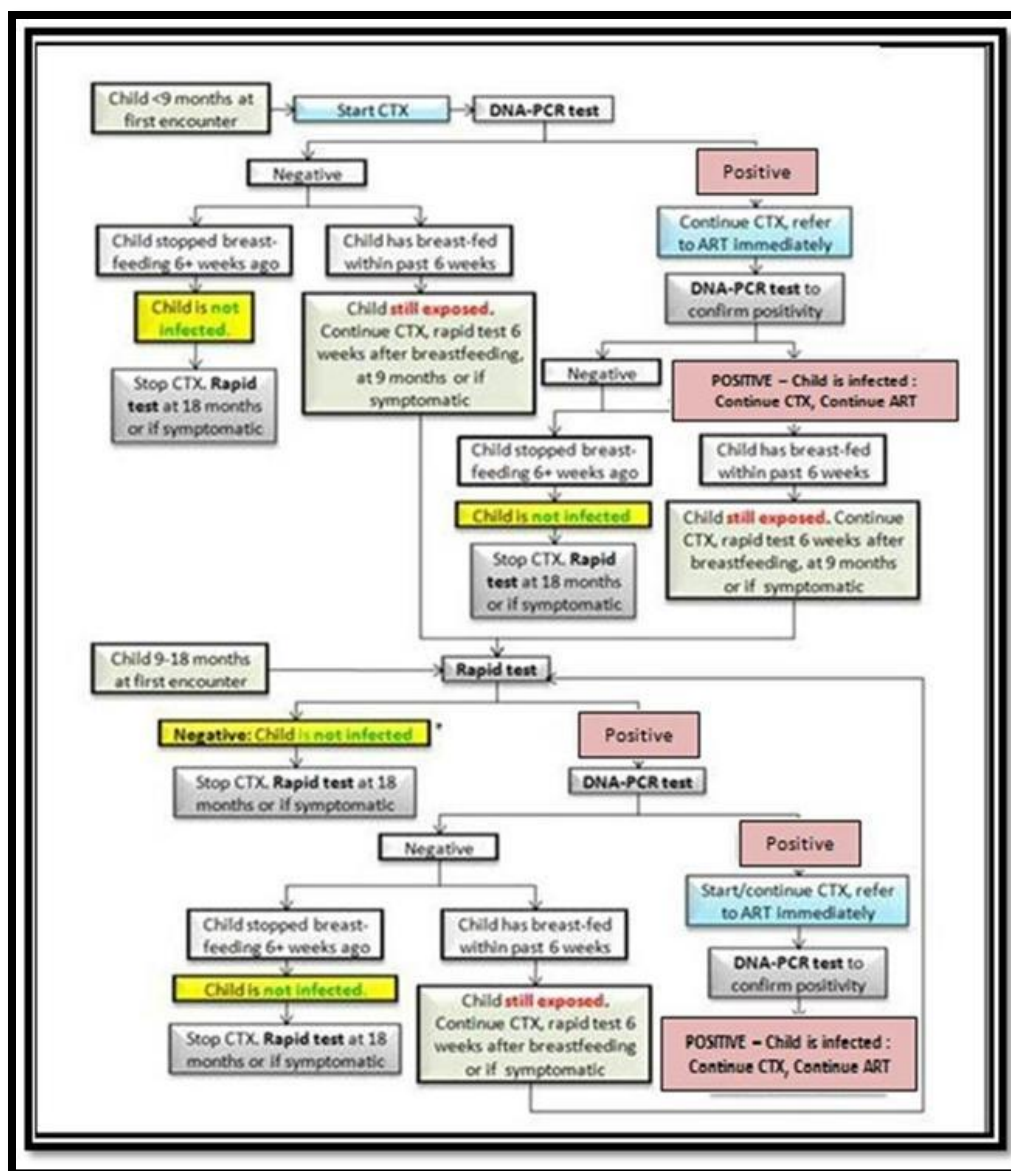 Child <9 months at
first encounter
Start CTX
DNA-PCR test
Negative
Positive
Child stopped breast-
feeding 6+ weeks ago
Child has breast-fed
within past 6 weeks
Continue CTX, refer
to ART immediately
Child is not
infected.
Child still exposed.
Continue CTX, rapid test 6
weeks after breastfeeding,
at 9 months or if
symptomatic
DNA-PCR test to
confirm positivity
Stop CTX. Rapid
test at 18 months
or if symptomatic
Negative
POSITIVE – Child is infected :
Continue CTX, Continue ART
Child stopped breast-
feeding 6+ weeks ago
Child has breast-fed
within past 6 weeks
Child is not infected
Child still exposed. Continue
CTX, rapid test 6 weeks after
breastfeeding, at 9 months
or if symptomatic
Stop CTX. Rapid
test at 18 months
or if symptomatic
Child 9-18 months
at first encounter
Rapid test
Negative: Child is not infected *
Positive
Stop CTX. Rapid test at 18
months or if symptomatic
DNA-PCR test
Negative
Positive
Child stopped breast-
feeding 6+ weeks ago
Child has breast-fed
within past 6 weeks
Start/continue CTX, refer
to ART immediately
Child is not infected.
Child still exposed.
Continue CTX, rapid test 6
weeks after breastfeeding
or if symptomatic
DNA-PCR test to
confirm positivity
Stop CTX. Rapid test at 18
months or if symptomatic
POSITIVE – Child is infected :
Continue CTX, Continue ART